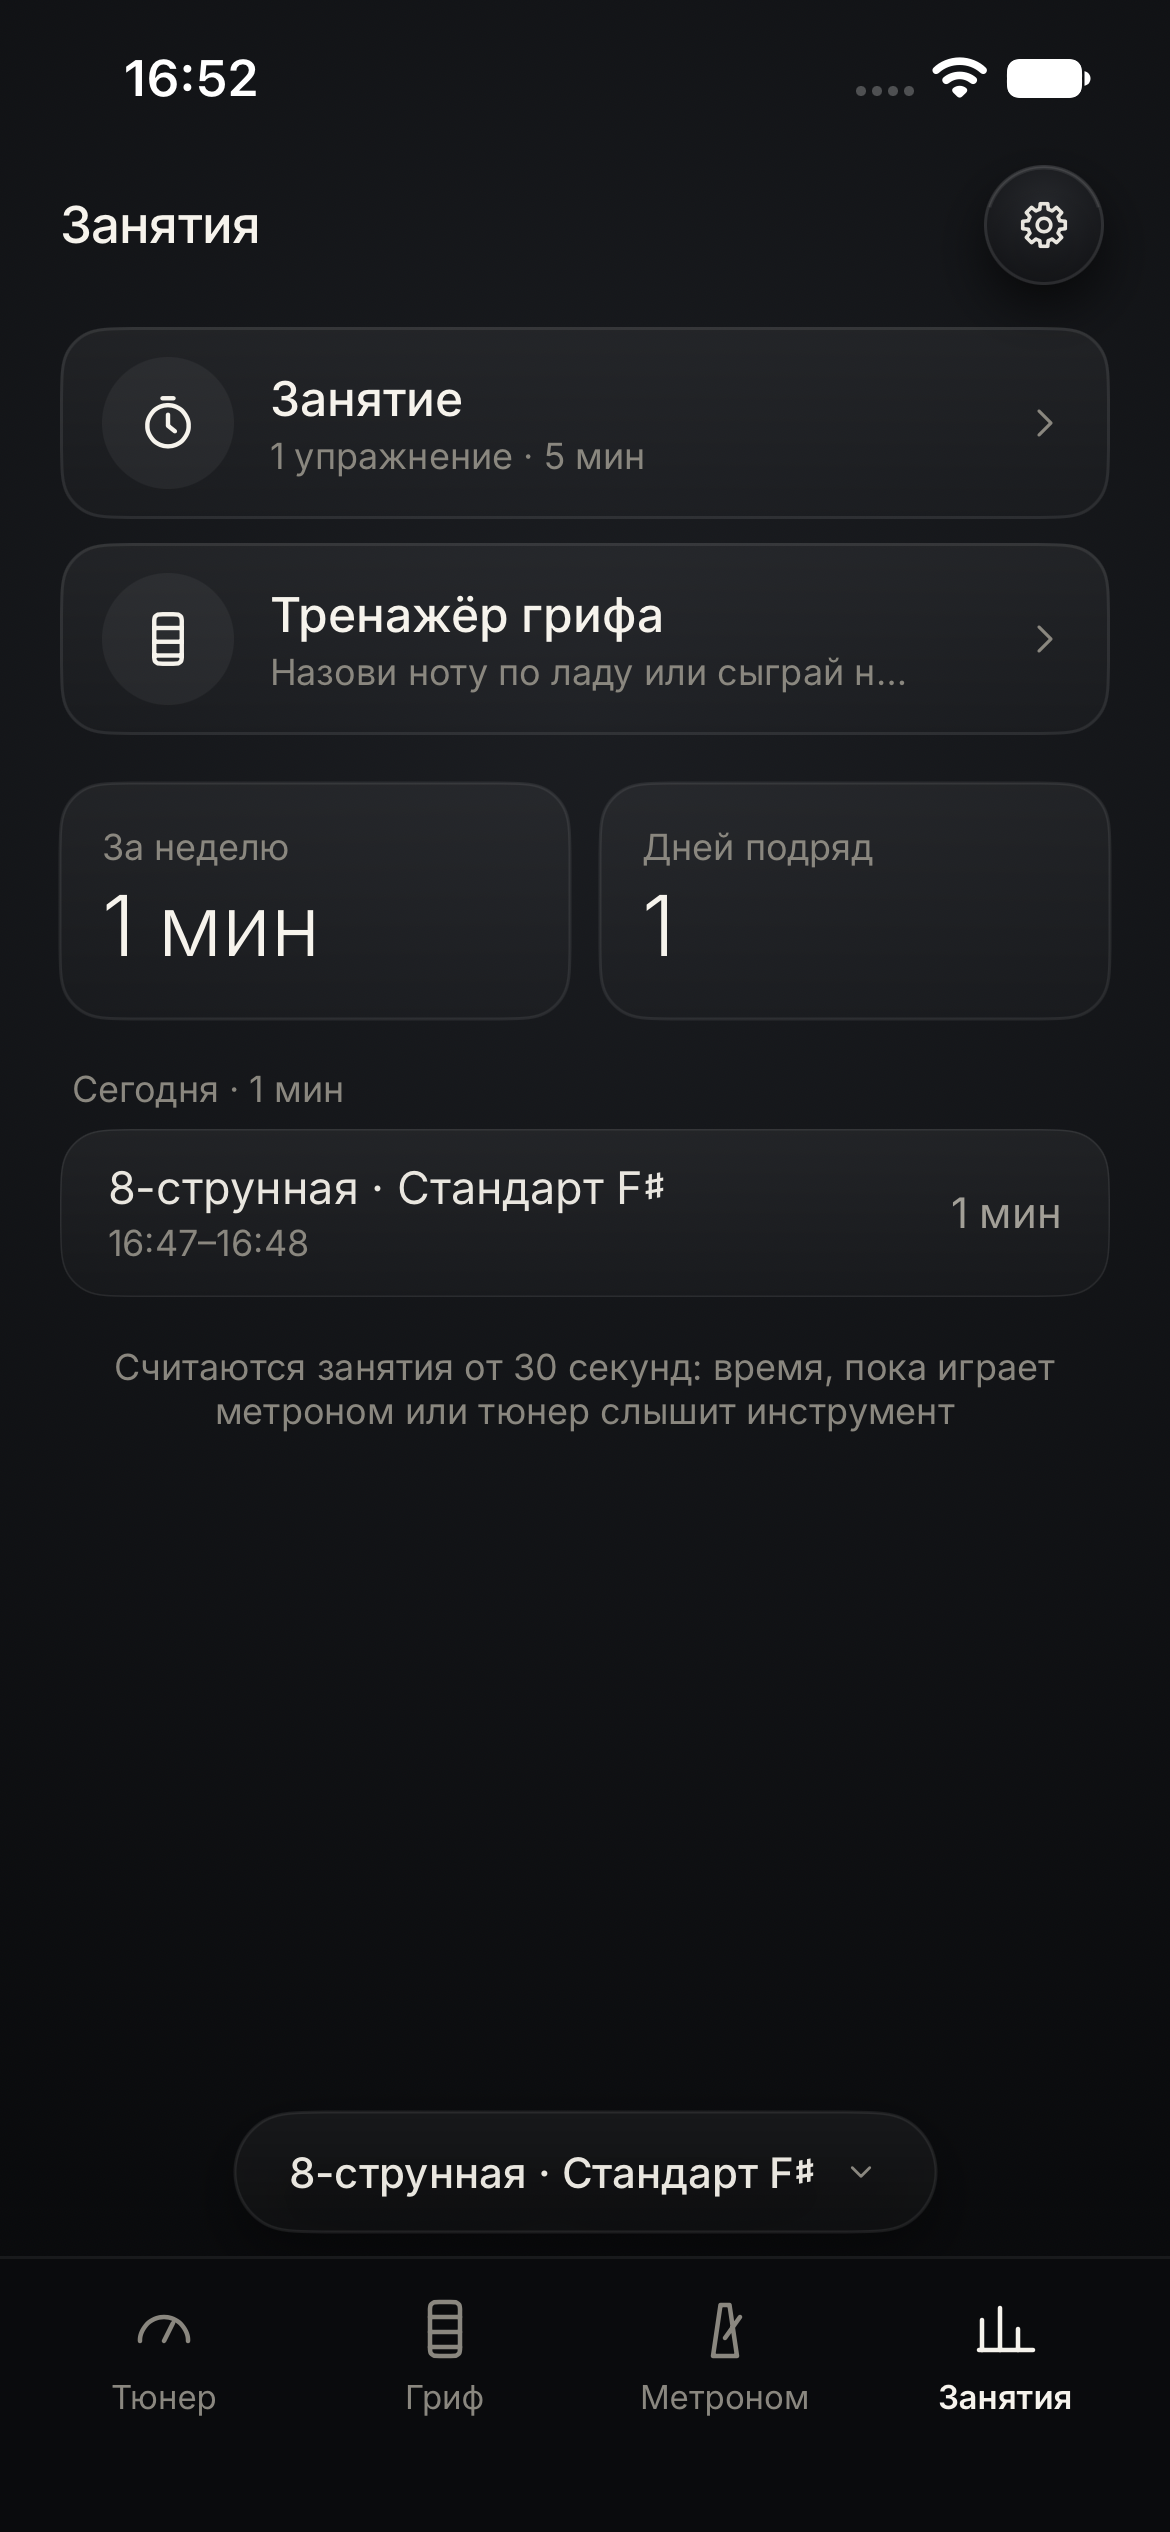 16:52
Занятия
Занятие
1 упражнение · 5 мин
Тренажёр грифа
Назови ноту по ладу или сыграй н...
За неделю
1 мин
Дней подряд
1
Сегодня · 1 мин
8-струнная · Стандарт F♯
16:47–16:48
1 мин
Считаются занятия от 30 секунд: время, пока играет
метроном или тюнер слышит инструмент
8-струнная · Стандарт F♯
Тюнер
Гриф
Метроном
Занятия